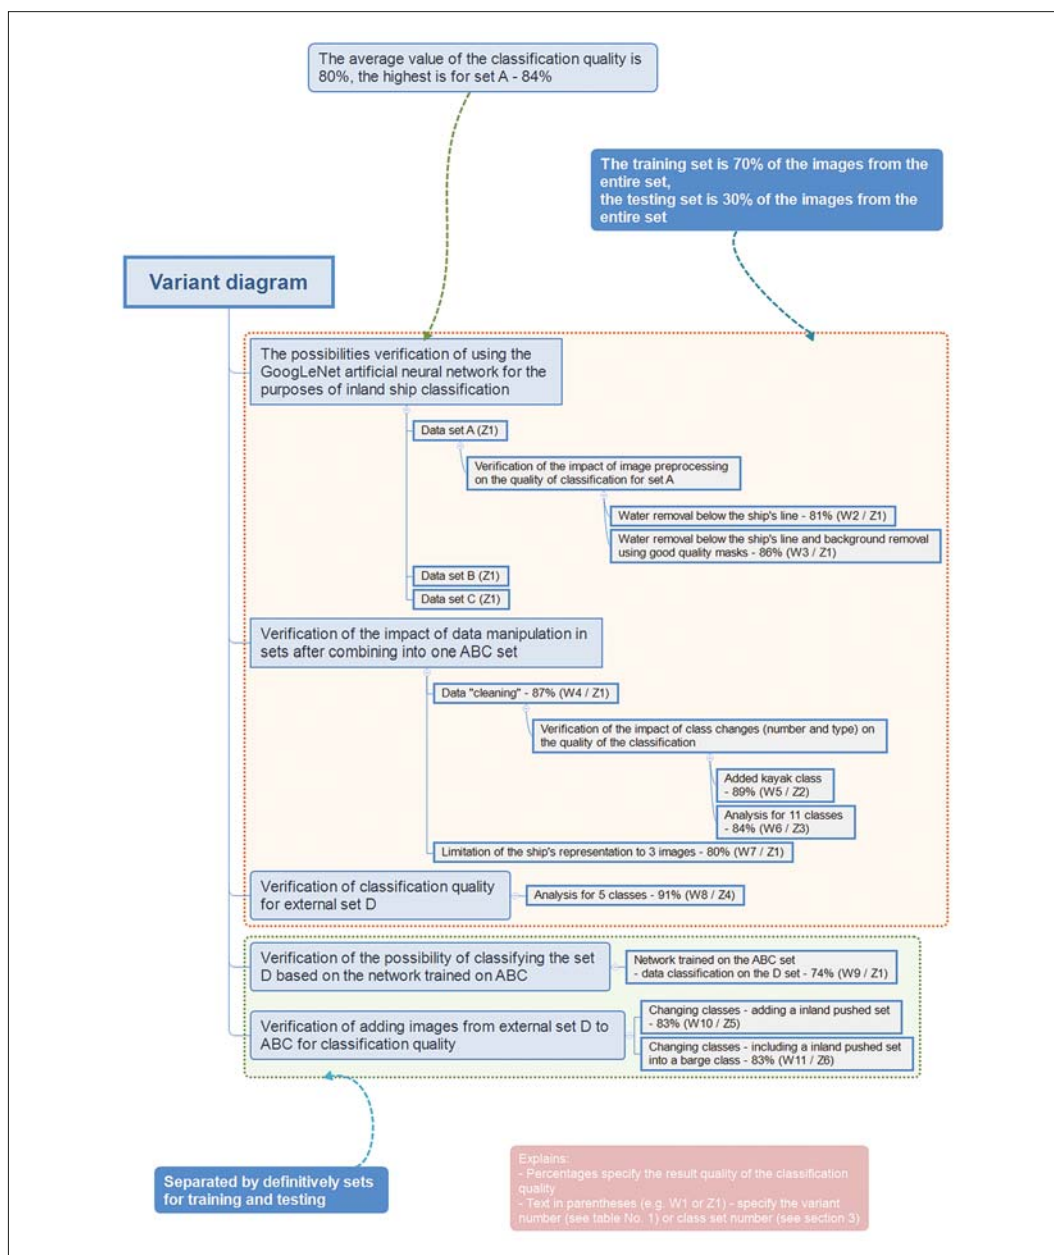 The average value of the classification quality is
80%, the highest is for set A - 84%
The training set is 70% of the images from the
entire set,
the testing set is 30% of the images from the
entire set
Variant diagram
The possibilities verification of using the
GoogLeNet artificial neural network for the
purposes of inland ship classification
Data set A (Z1)
Verification of the impact of image preprocessing
on the quality of classification for set A
Water removal below the ship's line - 81% (W2 / Z1)
Water removal below the ship's line and background removal
using good quality masks - 86% (W3 / Z1)
Data set B (Z1)
Data set C (Z1)
Verification of the impact of data manipulation in
sets after combining into one ABC set
Data "cleaning" - 87% (W4 / Z1)
Verification of the impact of class changes (number and type) on
the quality of the classification
Added kayak class
- 89% (W5 / Z2)
Analysis for 11 classes
- 84% (W6 / Z3)
Limitation of the ship's representation to 3 images - 80% (W7 / Z1)
Verification of classification quality
for external set D
Analysis for 5 classes - 91% (W8 / Z4)
Verification of the possibility of classifying the set
D based on the network trained on ABC
Network trained on the ABC set
- data classification on the D set - 74% (W9 / Z1)
Verification of adding images from external set D to
ABC for classification quality
Changing classes - adding a inland pushed set
- 83% (W10 / Z5)
Changing classes - including a inland pushed set
into a barge class - 83% (W11 / Z6)
Separated by definitively sets
for training and testing
Explains:
- Percentages specify the result quality of the classification
quality
- Text in parentheses (e.g. W1 or Z1) - specify the variant
number (see table No. 1) or class set number (see section 3)